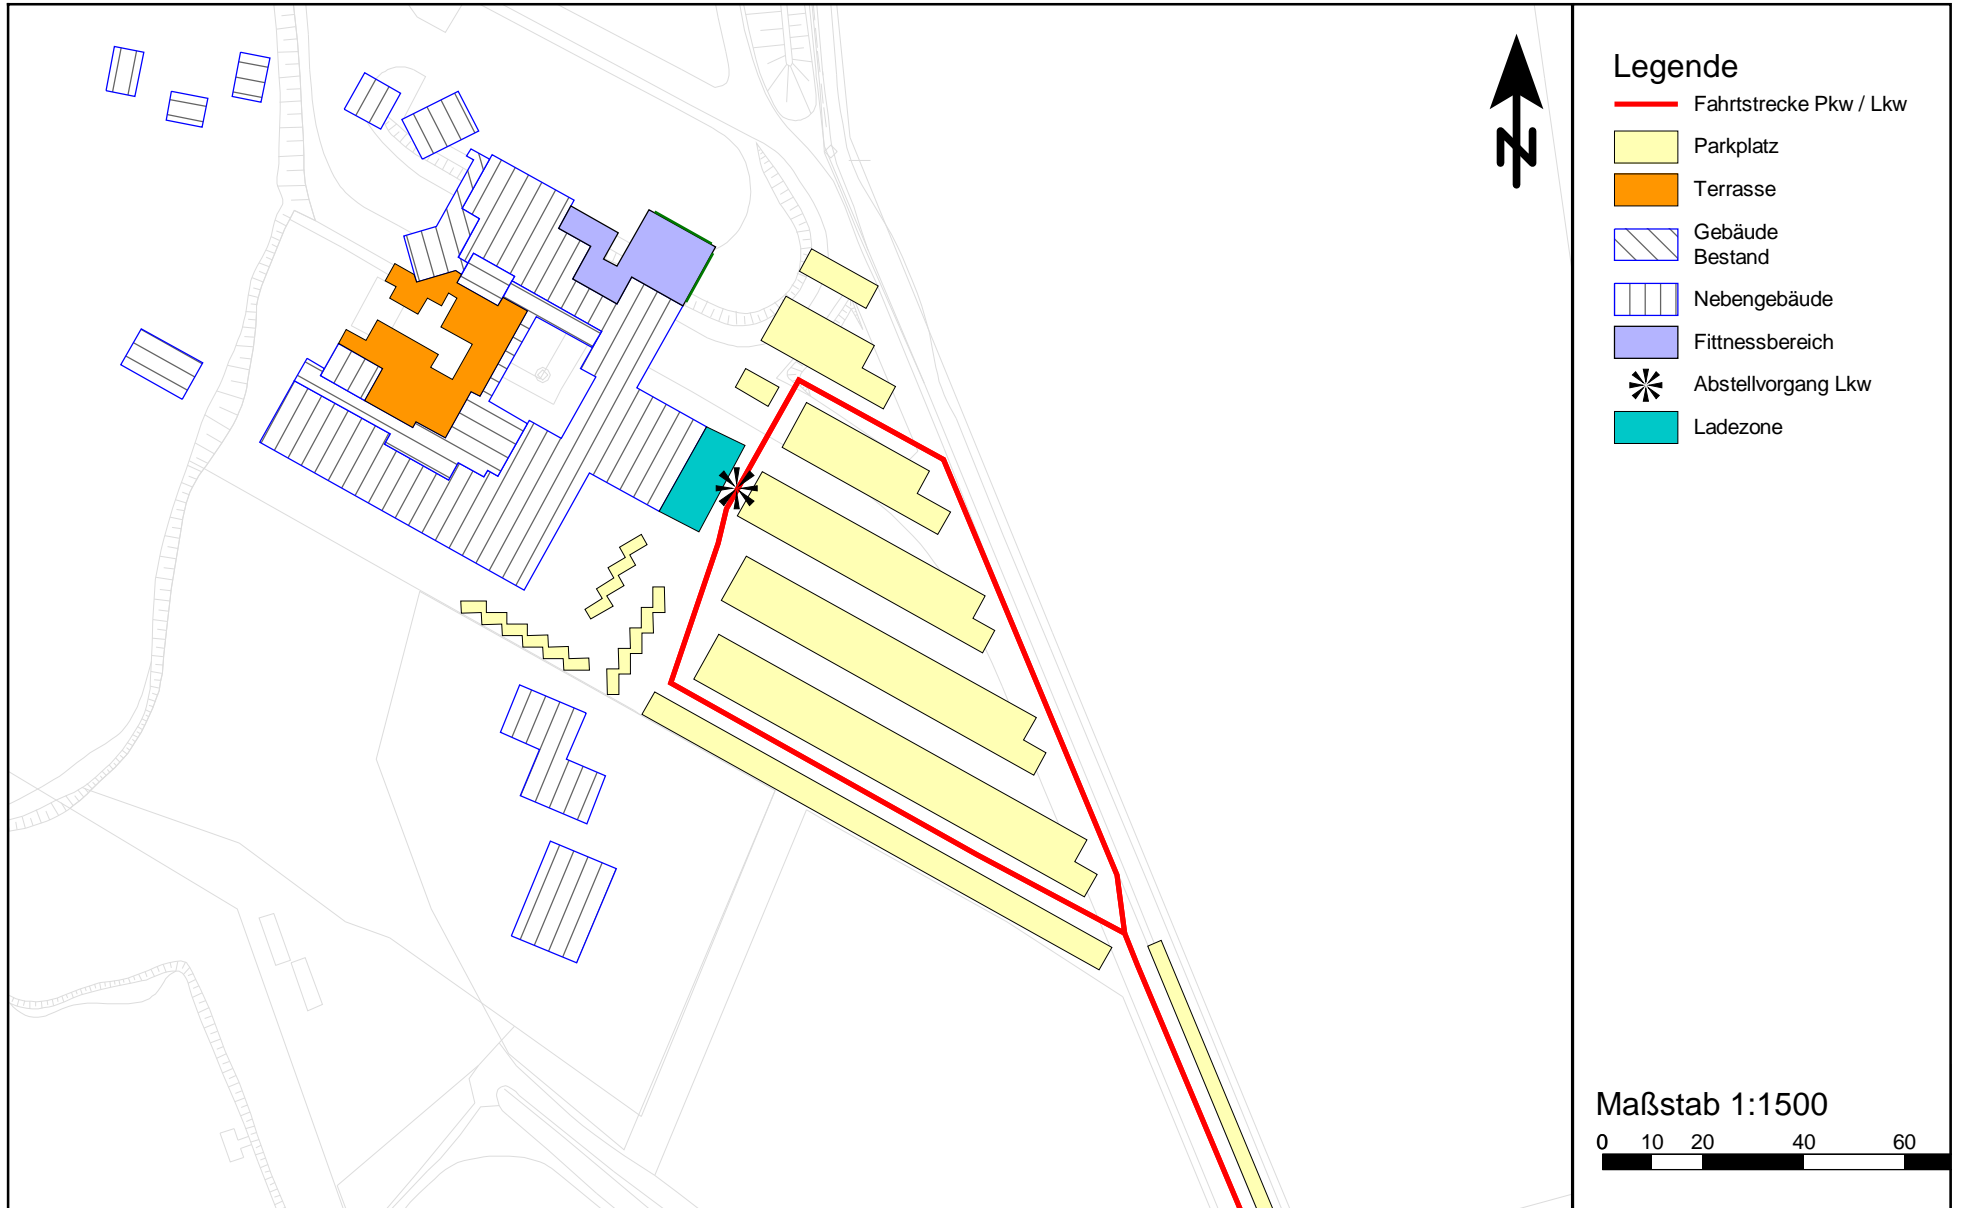 N
Legende
Fahrtstrecke Pkw / Lkw
Parkplatz
Terrasse
Gebäude
Bestand
Nebengebäude
Fittnessbereich
Abstellvorgang Lkw
Ladezone
Maßstab 1:1500
0 10 20 40 60